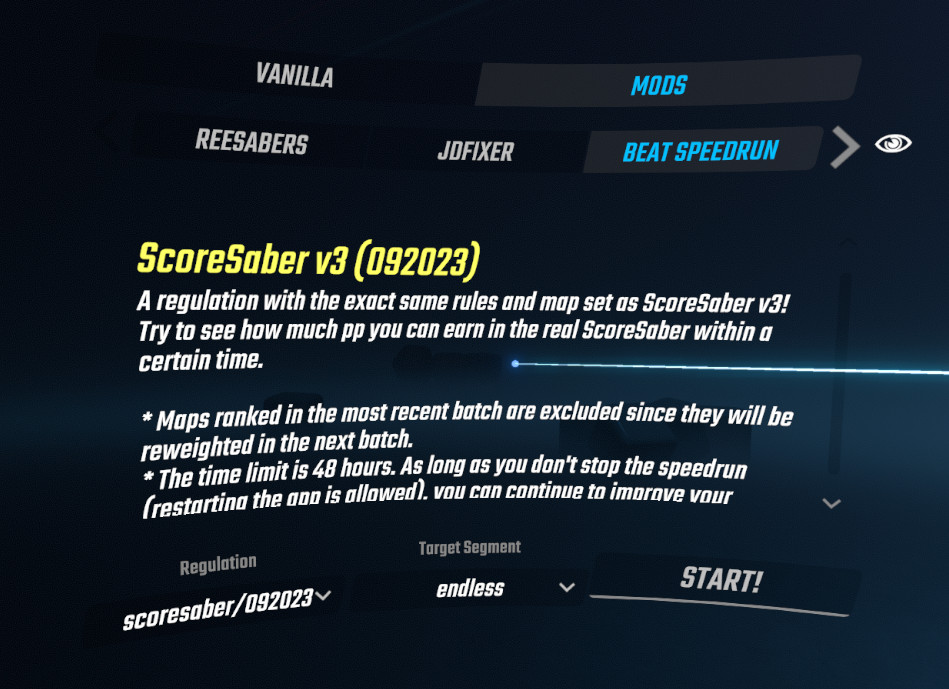 VANILLA
MODS
REESABERS
JDFIXER
BEAT SPEEDRUN
ScoreSaber v3 (092023)
A regulation with the exact same rules and map set as ScoreSaber v3!
Try to see how much pp you can earn in the real ScoreSaber within a
certain time.
* Maps ranked in the most recent batch are excluded since they will be
reweighted in the next batch.
* The time limit is 48 hours. As long as you don't stop the speedrun
(restarting the app is allowed), you can continue to improve your
Regulation
Target Segment
scoresaber/092023
endless
START!